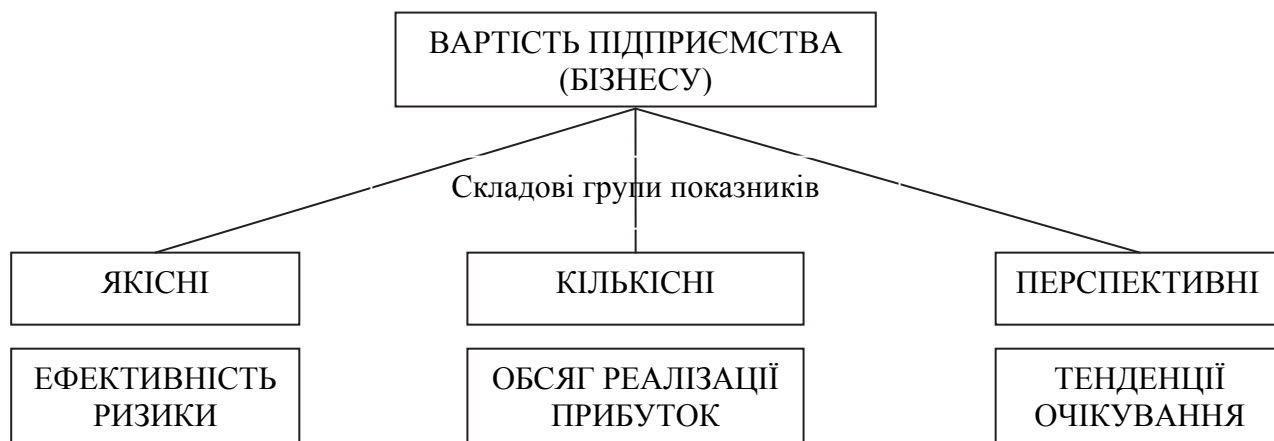 ВАРТІСТЬ ПІДПРИЄМСТВА
(БІЗНЕСУ)
Складові групи показників
ЯКІСНІ
КІЛЬКІСНІ
ПЕРСПЕКТИВНІ
ЕФЕКТИВНІСТЬ
РИЗИКИ
ОБСЯГ РЕАЛІЗАЦІЇ
ПРИБУТОК
ТЕНДЕНЦІЇ
ОЧІКУВАННЯ